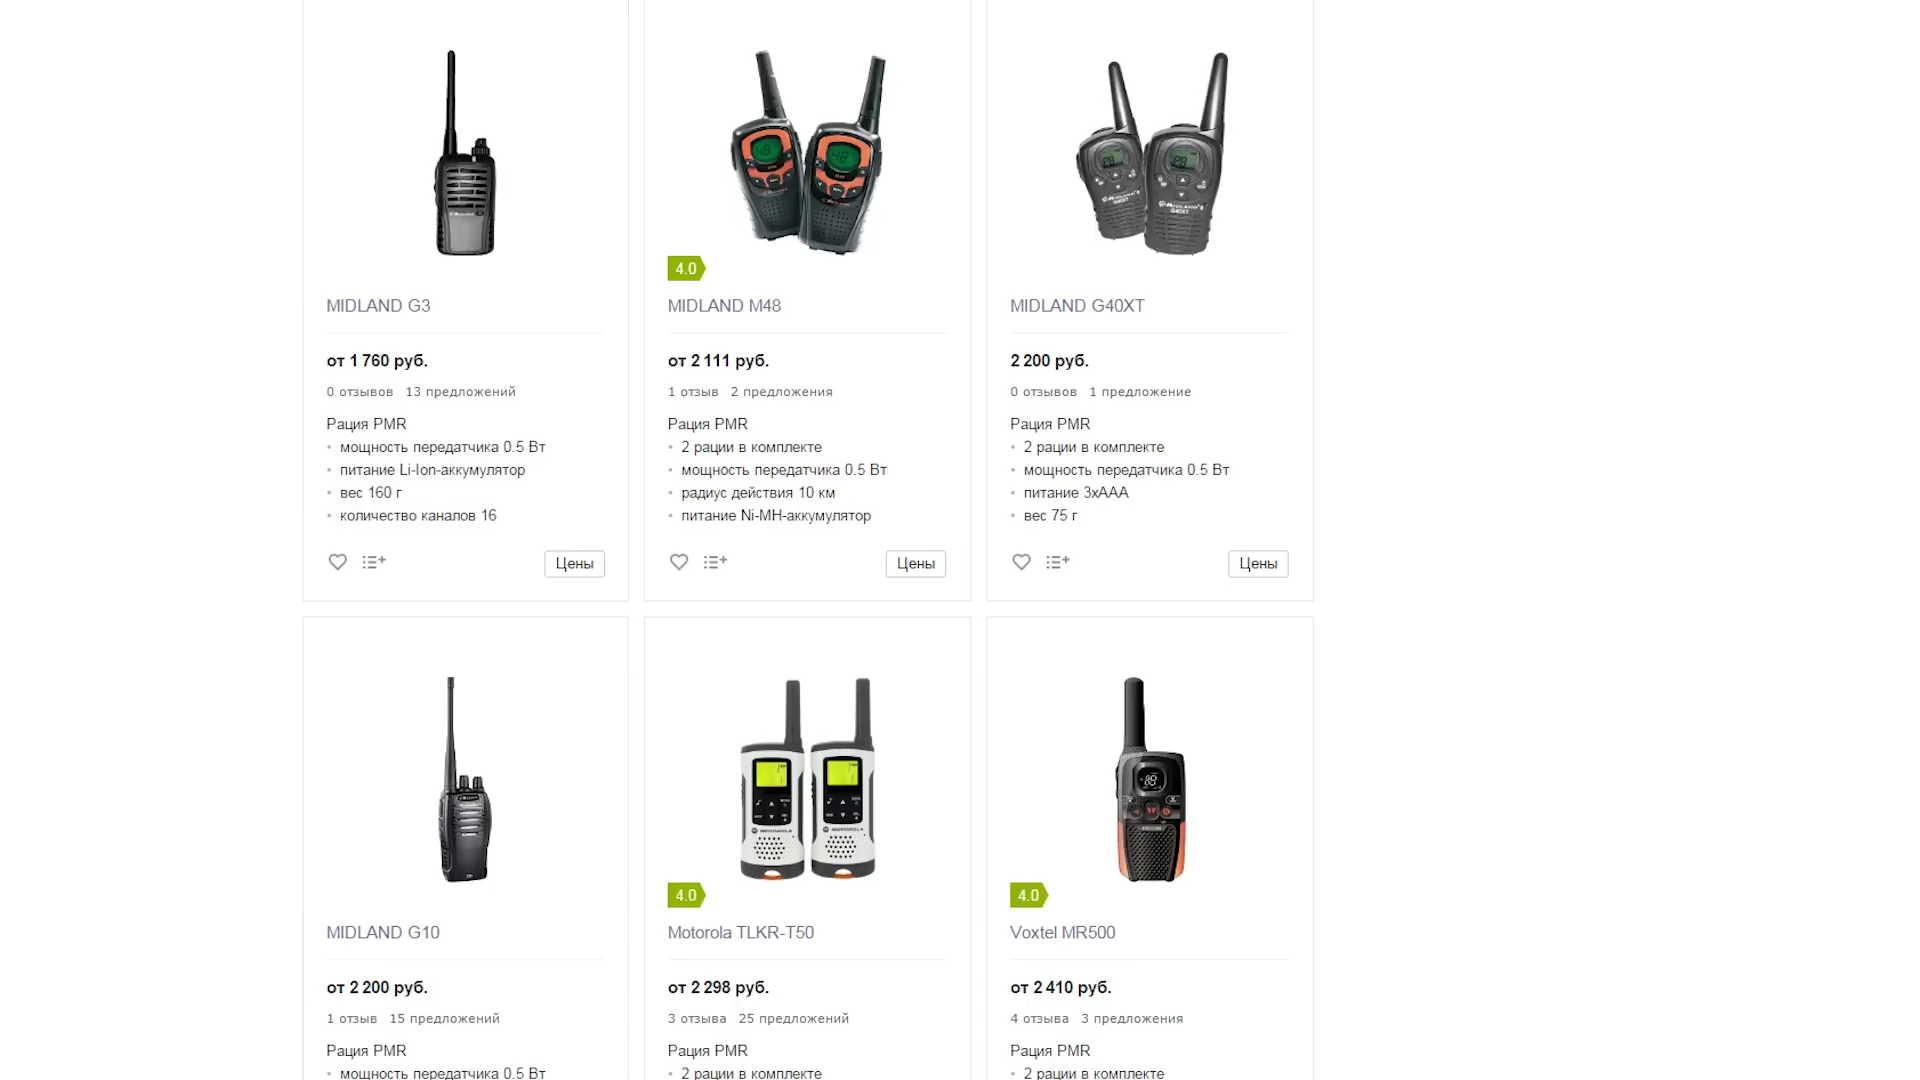 4.0
MIDLAND G3
MIDLAND M48
MIDLAND G40XT
от 1 760 руб.
от 2 111 руб.
2 200 руб.
0 отзывов 13 предложений
1 отзыв 2 предложения
0 отзывов 1 предложение
Рация PMR
мощность передатчика 0.5 Вт
питание Li-Ion-аккумулятор
вес 160 г
количество каналов 16
Рация PMR
2 рации в комплекте
мощность передатчика 0.5 Вт
радиус действия 10 км
питание Ni-MH-аккумулятор
Рация PMR
2 рации в комплекте
мощность передатчика 0.5 Вт
питание 3xAAA
вес 75 г
Цены
Цены
Цены
4.0
4.0
MIDLAND G10
Motorola TLKR-T50
Voxtel MR500
от 2 200 руб.
от 2 298 руб.
от 2 410 руб.
1 отзыв 15 предложений
3 отзыва 25 предложений
4 отзыва 3 предложения
Рация PMR
мощность передатчика 0.5 Вт
Рация PMR
2 рации в комплекте
Рация PMR
2 рации в комплекте